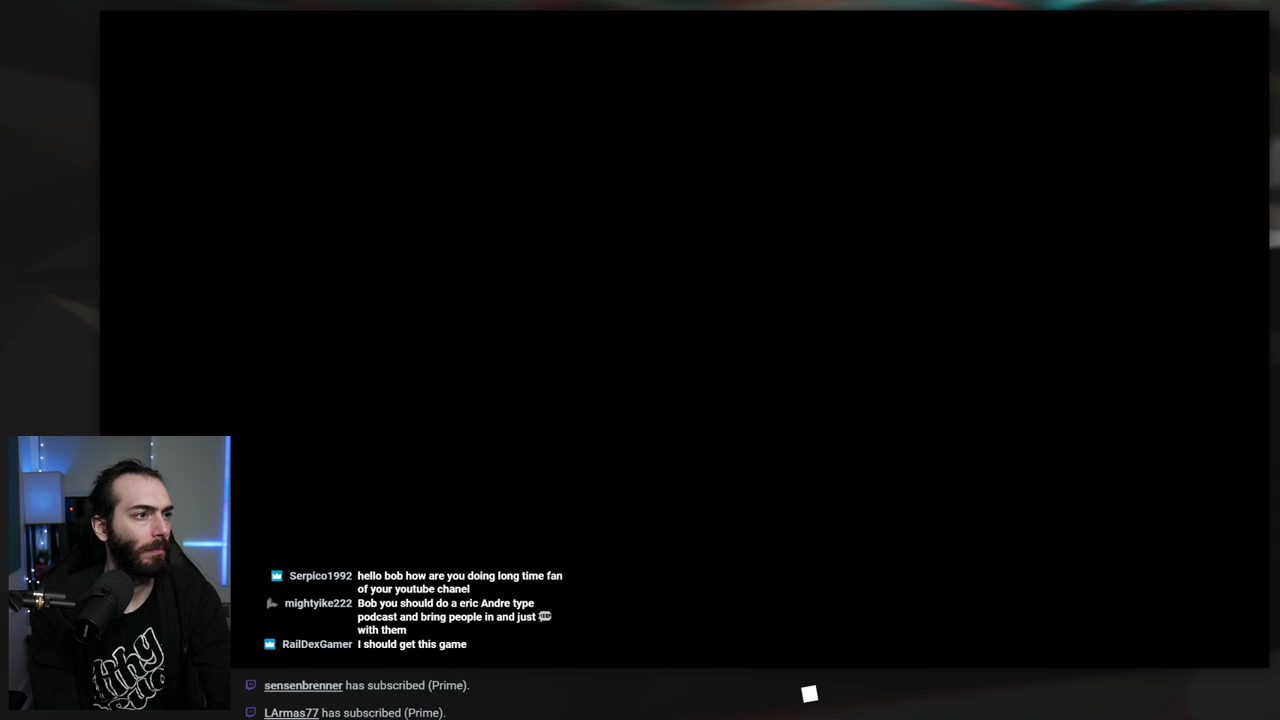 Serpico1992 hello bob how are you doing long time fan
of your youtube chanel
mightyike222 Bob you should do a eric Andre type
podcast and bring people in and just
with them
RailDexGamer I should get this game
sensenbrenner has subscribed (Prime).
LArmas77 has subscribed (Prime).